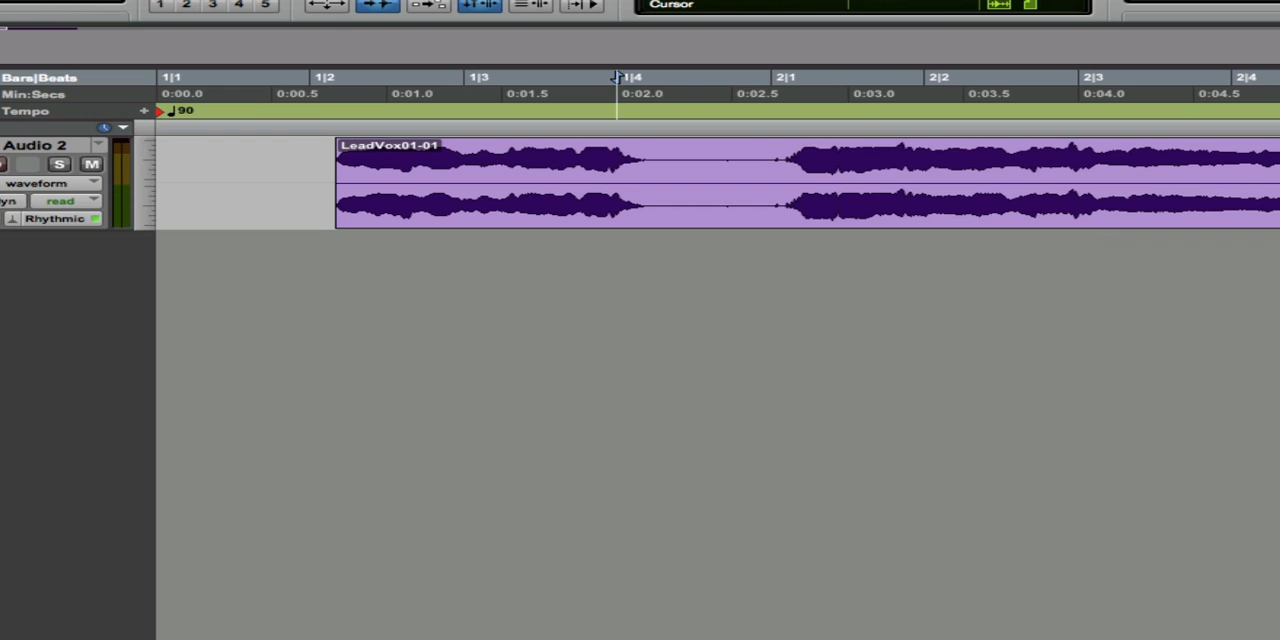 1 2 3 4 5
Cursor
Bars|Beats 1|1 1|2 1|3 1|4 2|1 2|2 2|3 2|4
Min:Secs 0:00.0 0:00.5 0:01.0 0:01.5 0:02.0 0:02.5 0:03.0 0:03.5 0:04.0 0:04.5
Tempo + 90
Audio 2 LeadVox01-01
S M
waveform
yn read
Rhythmic